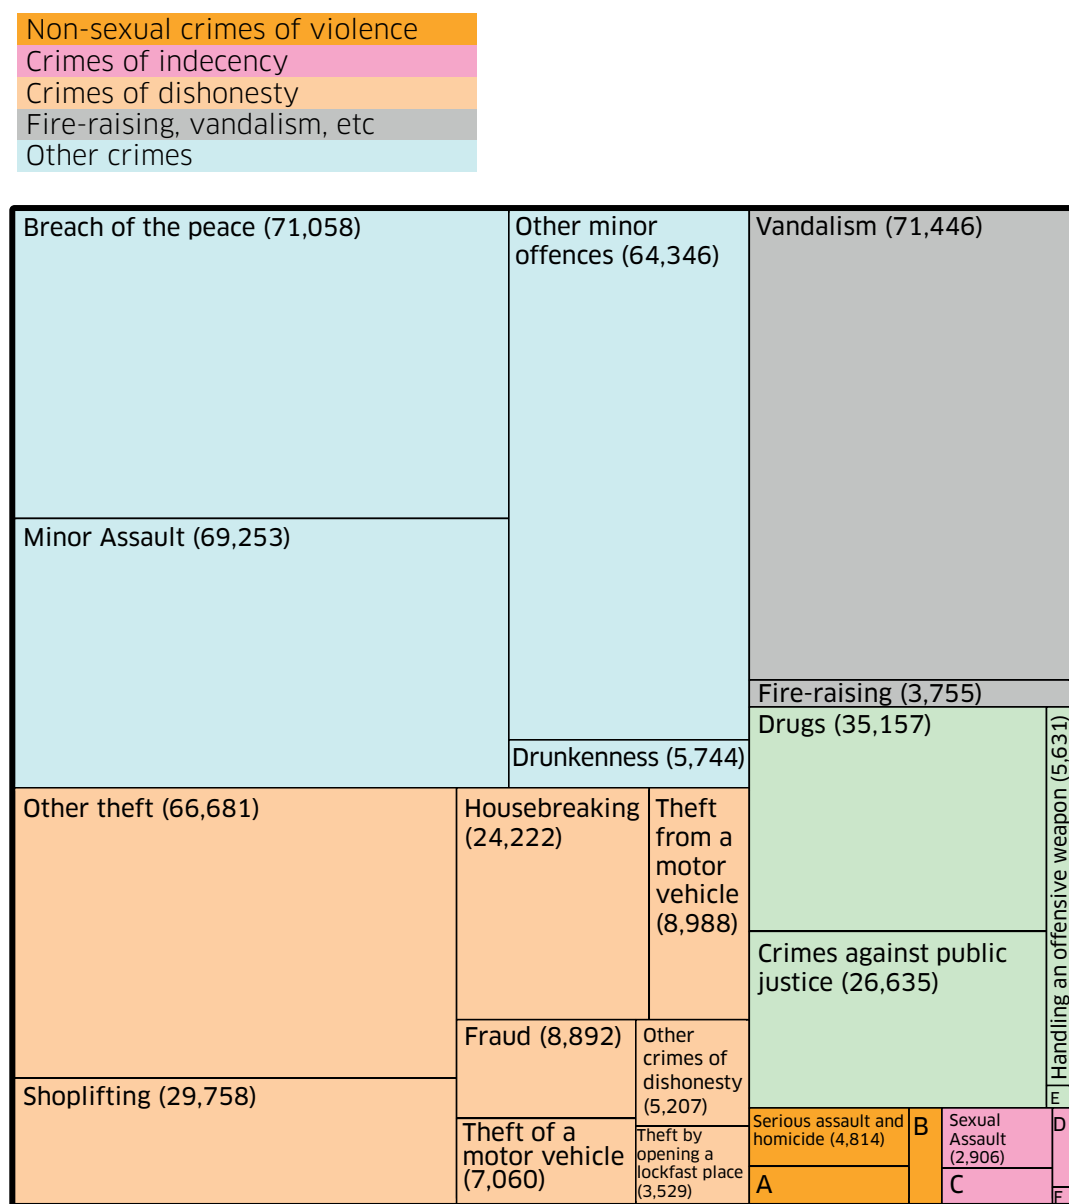 Non-sexual crimes of violence
Crimes of indecency
Crimes of dishonesty
Fire-raising, vandalism, etc
Other crimes
Breach of the peace (71,058)
Other minor
offences (64,346)
Vandalism (71,446)
Minor Assault (69,253)
Fire-raising (3,755)
Drugs (35,157)
Handling an offensive weapon (5,631)
Drunkenness (5,744)
Other theft (66,681)
Housebreaking
(24,222)
Theft
from a
motor
vehicle
(8,988)
Crimes against public
justice (26,635)
Fraud (8,892)
Other
crimes of
dishonesty
(5,207)
Shoplifting (29,758)
E
Theft of a
motor vehicle
(7,060)
Theft by
opening a
lockfast place
(3,529)
Serious assault and
homicide (4,814)
B
Sexual
Assault
(2,906)
D
A
C
F